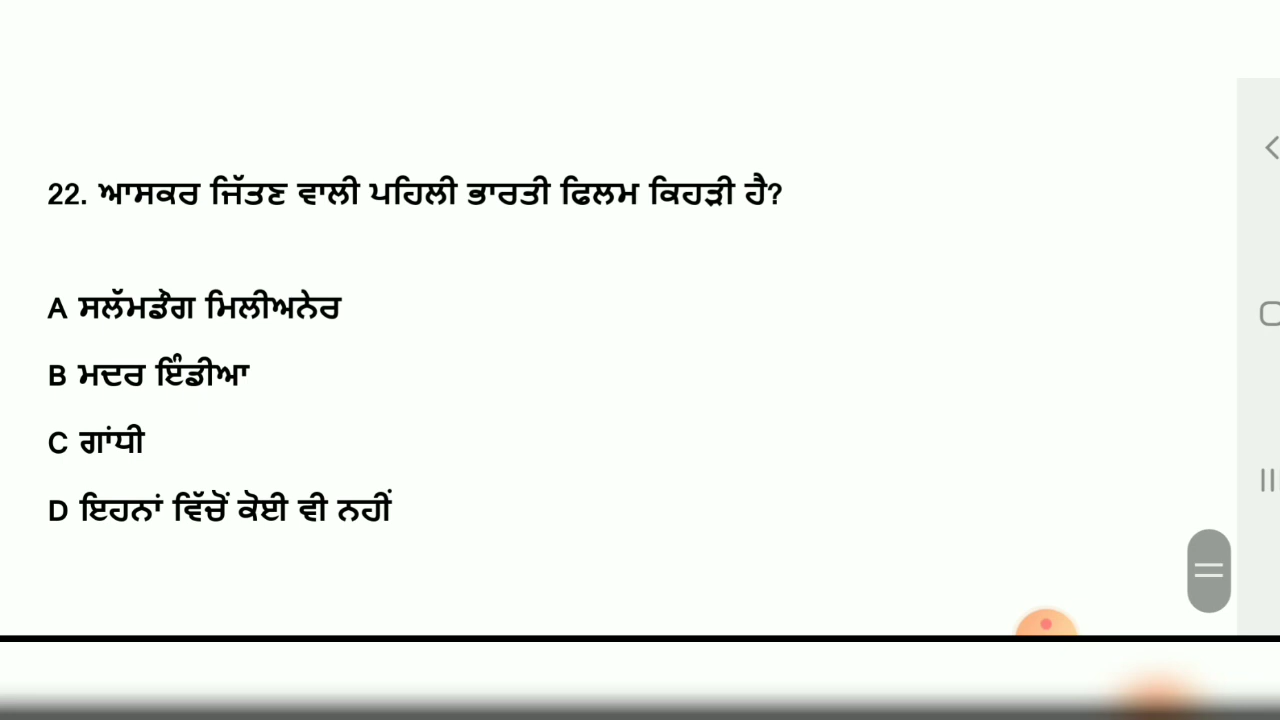 22. ਆਸਕਰ ਜਿੱਤਣ ਵਾਲੀ ਪਹਿਲੀ ਭਾਰਤੀ ਫਿਲਮ ਕਿਹੜੀ ਹੈ?
A ਸਲੱਮਡੌਗ ਮਿਲੀਅਨੇਰ
B ਮਦਰ ਇੰਡੀਆ
C ਗਾਂਧੀ
D ਇਹਨਾਂ ਵਿੱਚੋਂ ਕੋਈ ਵੀ ਨਹੀਂ